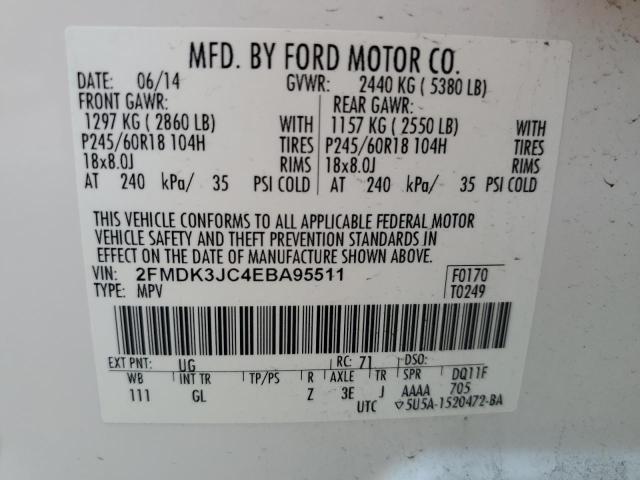 MFD. BY FORD MOTOR CO.
DATE: 06/14 GVWR: 2440 KG ( 5380 LB)
FRONT GAWR: REAR GAWR:
1297 KG ( 2860 LB) WITH 1157 KG ( 2550 LB) WITH
P245/60R18 104H TIRES P245/60R18 104H TIRES
18x8.0J RIMS 18x8.0J RIMS
AT 240 kPa/ 35 PSI COLD AT 240 kPa/ 35 PSI COLD
THIS VEHICLE CONFORMS TO ALL APPLICABLE FEDERAL MOTOR
VEHICLE SAFETY AND THEFT PREVENTION STANDARDS IN
EFFECT ON THE DATE OF MANUFACTURE SHOWN ABOVE.
VIN: 2FMDK3JC4EBA95511 F0170
TYPE: MPV T0249
EXT PNT: UG RC: 71 DSO:
WB INT TR TP/PS R AXLE TR SPR DQ11F
111 GL Z 3E J AAAA 705
UTC ▽5U5A-1520472-BA